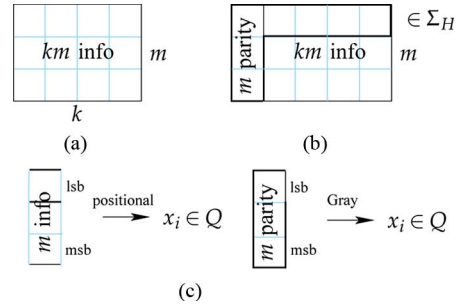 km info
m
k
(a)
m parity
∈ Σ_H
km info
m
(b)
m info
lsb
msb
positional
x_i ∈ Q
m parity
lsb
msb
Gray
x_i ∈ Q
(c)